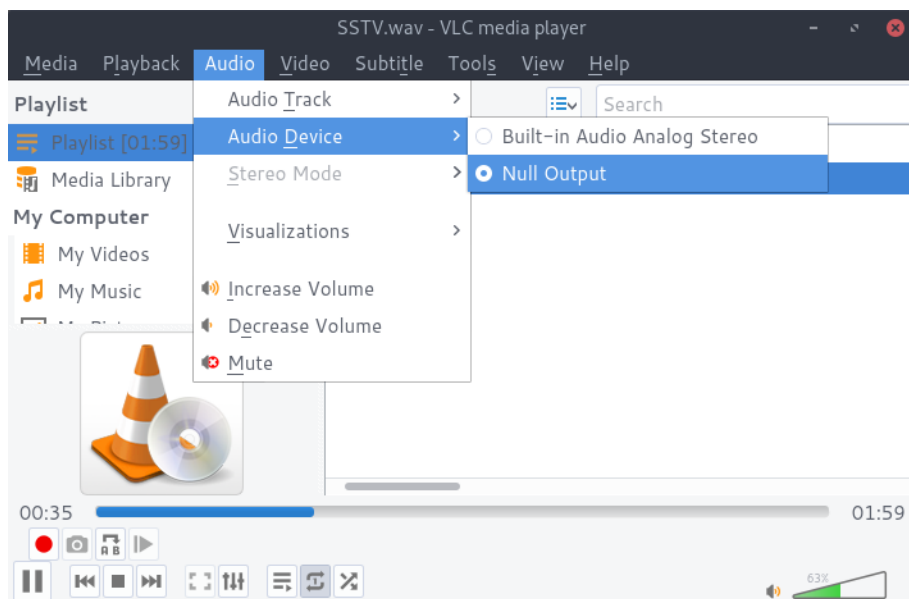 SSTV.wav - VLC media player
Media Playback Audio Video Subtitle Tools View Help
Playlist
Audio Track
Search
Playlist [01:59]
Audio Device
Built-in Audio Analog Stereo
Media Library
Stereo Mode
Null Output
My Computer
Visualizations
My Videos
My Music
Increase Volume
Decrease Volume
Mute
00:35
01:59
A B
63%